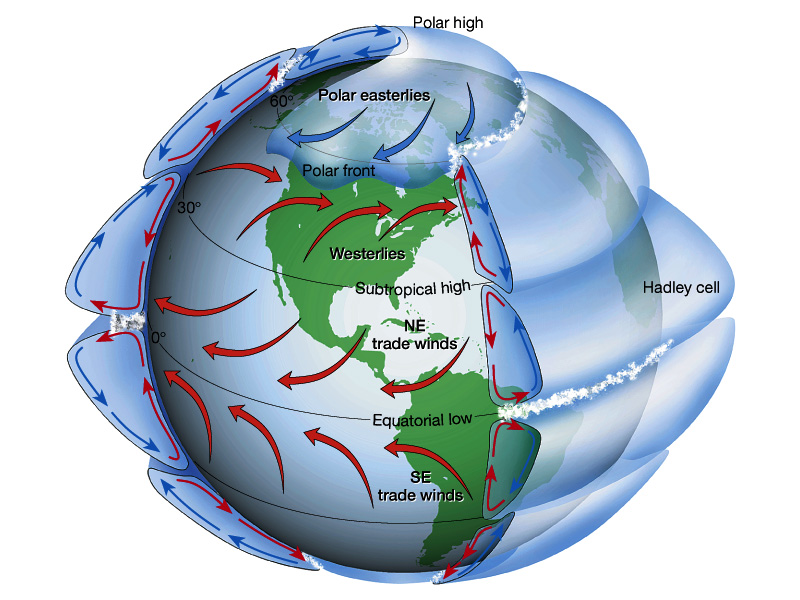 Polar high
60°
Polar easterlies
Polar front
30°
Westerlies
Subtropical high
Hadley cell
NE
trade winds
0°
Equatorial low
SE
trade winds